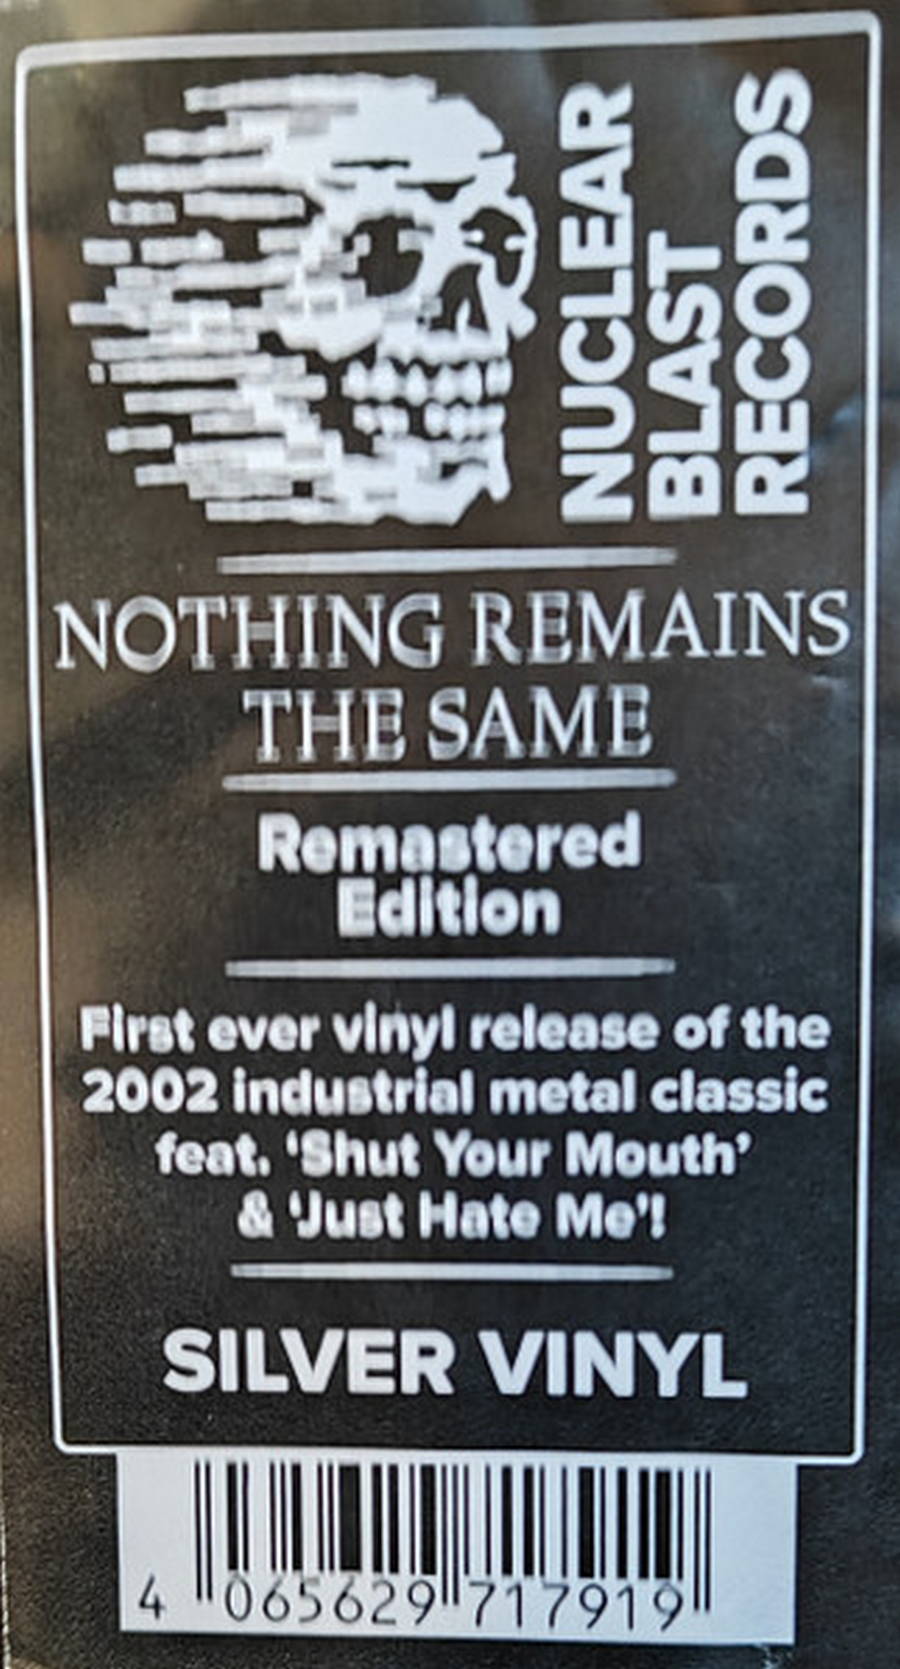 NUCLEAR
BLAST
RECORDS
NOTHING REMAINS
THE SAME
Remastered
Edition
First ever vinyl release of the
2002 industrial metal classic
feat. ‘Shut Your Mouth’
& ‘Just Hate Me’!
SILVER VINYL
4 065629 717919